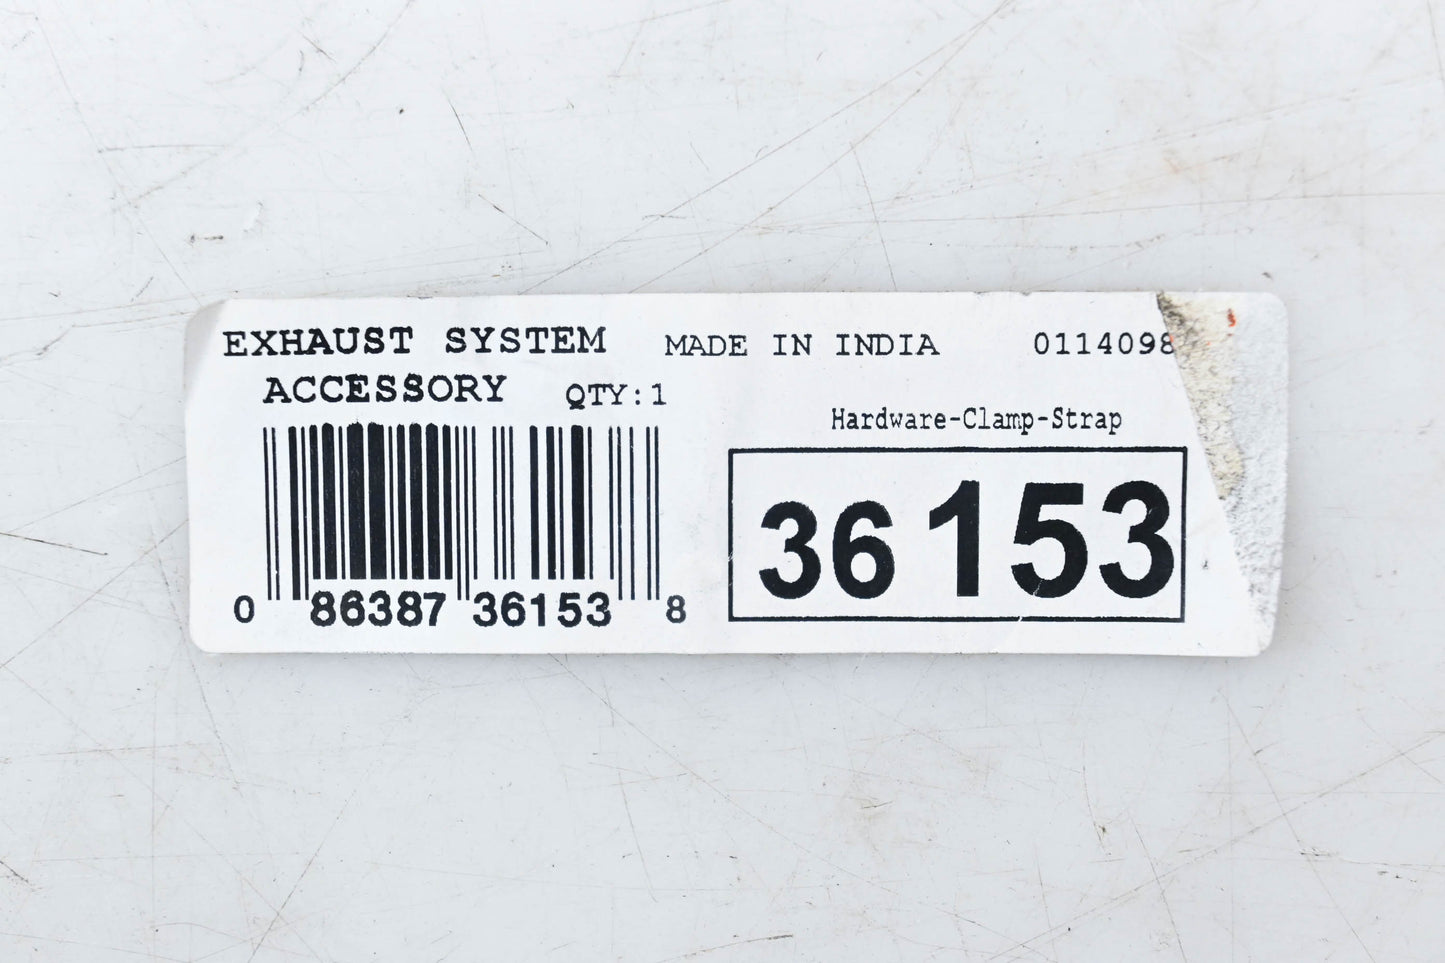 EXHAUST SYSTEM MADE IN INDIA 0114098
ACCESSORY QTY:1
Hardware-Clamp-Strap
36153
0 86387 36153 8